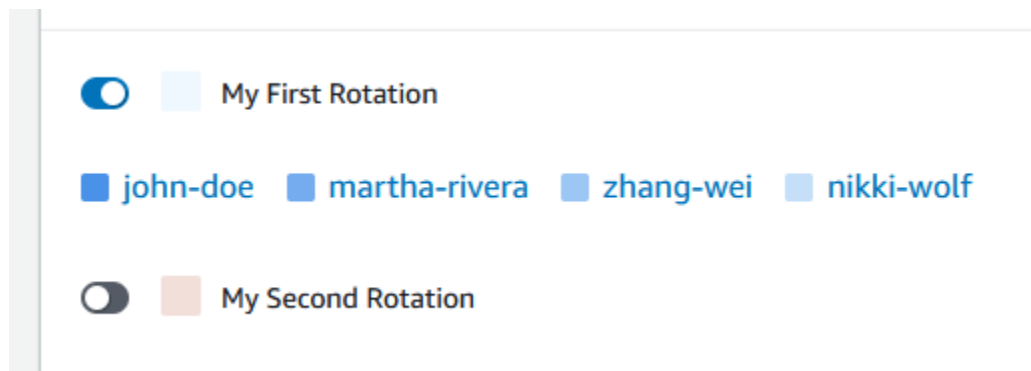 My First Rotation
john-doe martha-rivera zhang-wei nikki-wolf
My Second Rotation